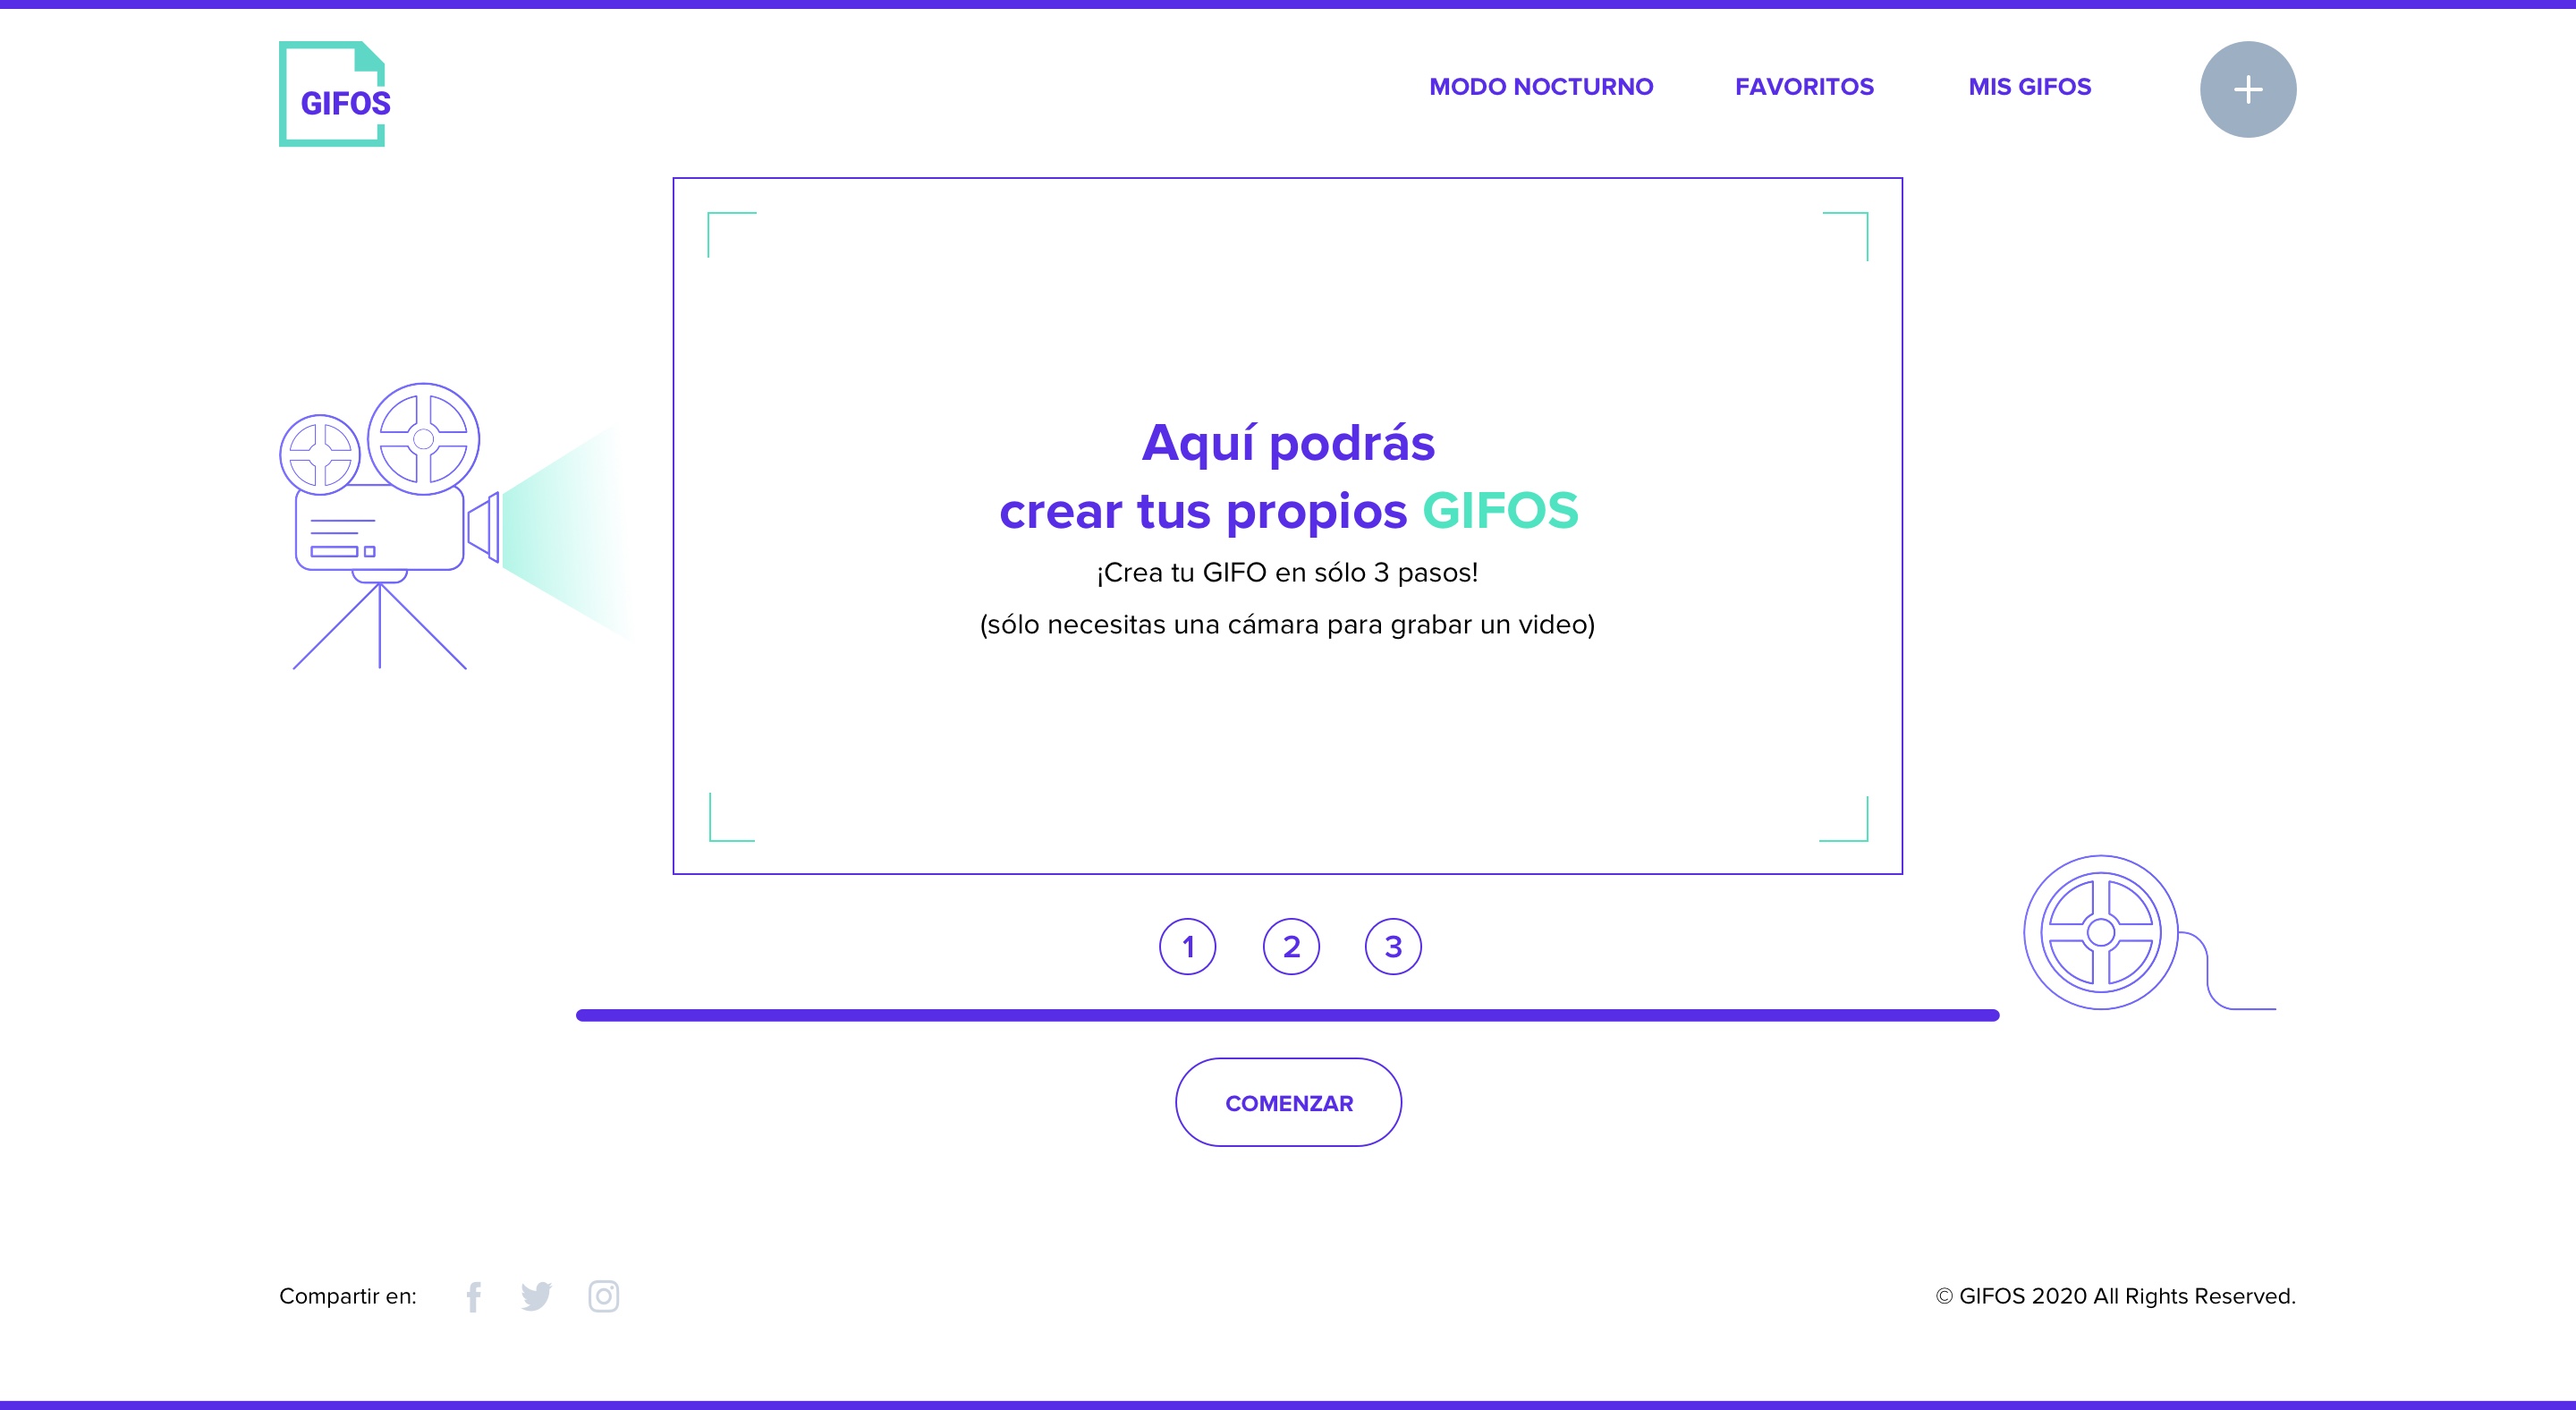 GIFOS
MODO NOCTURNO
FAVORITOS
MIS GIFOS
Aquí podrás
crear tus propios GIFOS
¡Crea tu GIFO en sólo 3 pasos!
(sólo necesitas una cámara para grabar un video)
1 2 3
COMENZAR
Compartir en:
© GIFOS 2020 All Rights Reserved.